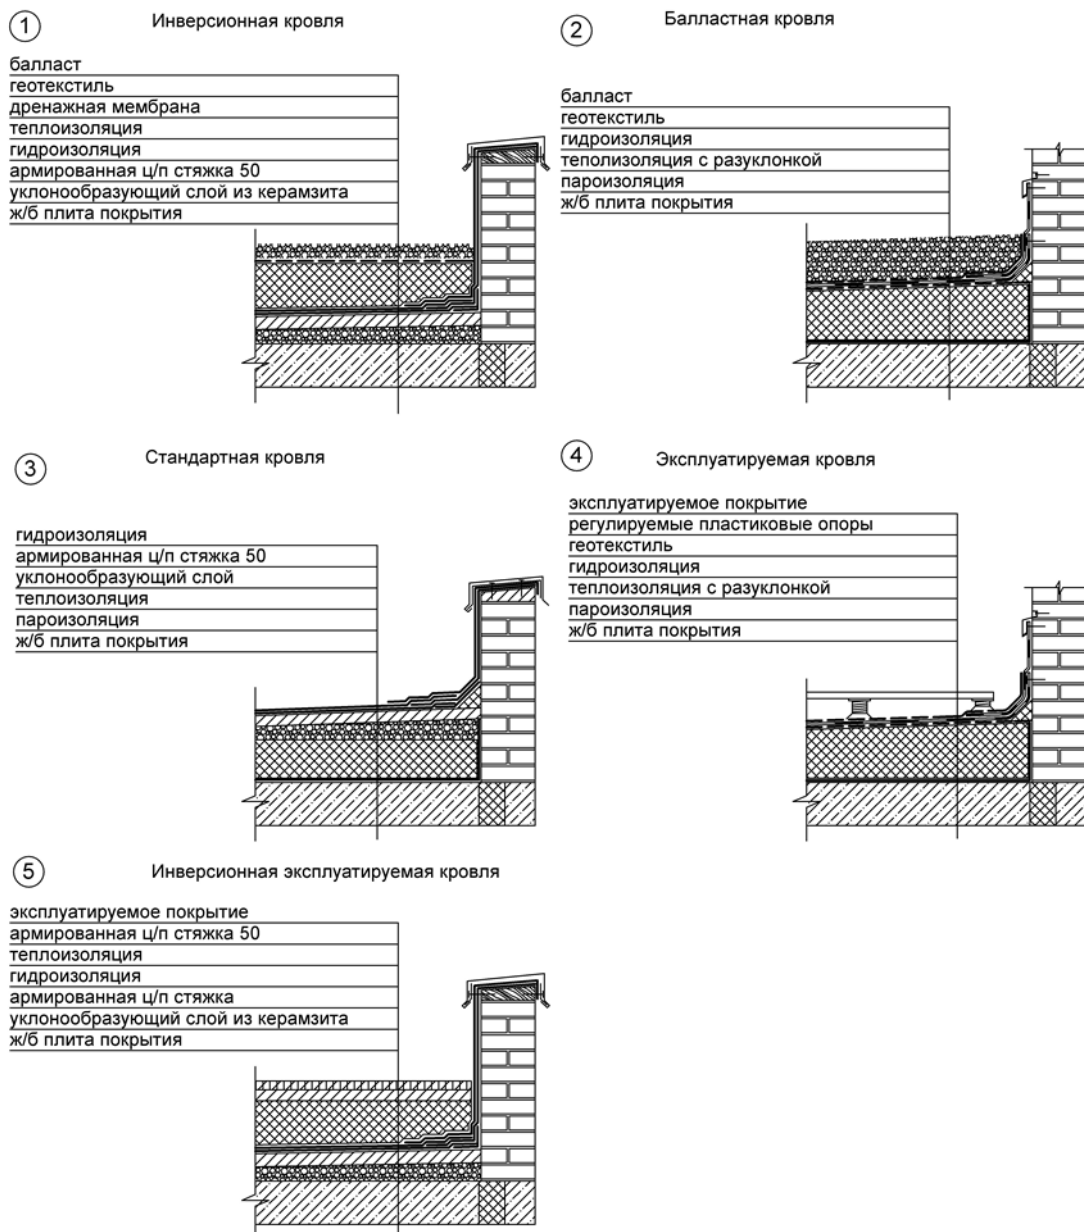 1
Инверсионная кровля
балласт
геотекстиль
дренажная мембрана
теплоизоляция
гидроизоляция
армированная ц/п стяжка 50
уклонообразующий слой из керамзита
ж/б плита покрытия
2
Балластная кровля
балласт
геотекстиль
гидроизоляция
теполизоляция с разуклонкой
пароизоляция
ж/б плита покрытия
3
Стандартная кровля
гидроизоляция
армированная ц/п стяжка 50
уклонообразующий слой
теплоизоляция
пароизоляция
ж/б плита покрытия
4
Эксплуатируемая кровля
эксплуатируемое покрытие
регулируемые пластиковые опоры
геотекстиль
гидроизоляция
теплоизоляция с разуклонкой
пароизоляция
ж/б плита покрытия
5
Инверсионная эксплуатируемая кровля
эксплуатируемое покрытие
армированная ц/п стяжка 50
теплоизоляция
гидроизоляция
армированная ц/п стяжка
уклонообразующий слой из керамзита
ж/б плита покрытия